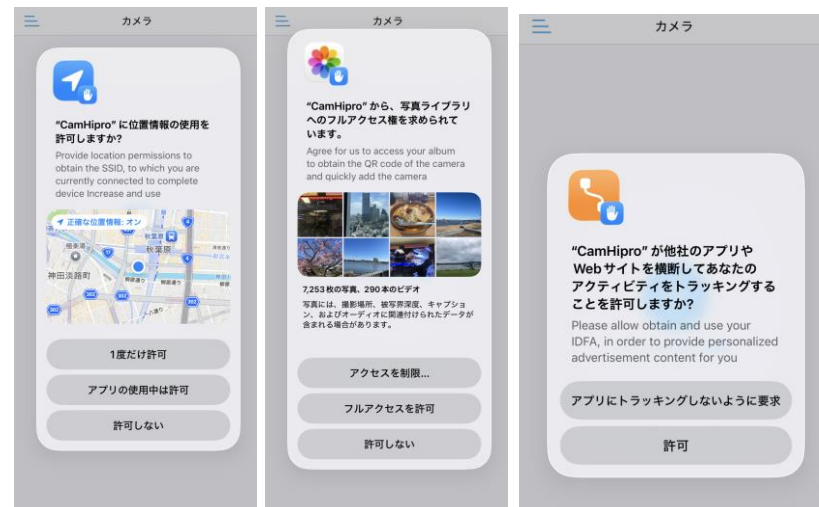 カメラ
"CamHipro" に位置情報の使用を
許可しますか?
Provide location permissions to
obtain the SSID, to which you are
currently connected to complete
device Increase and use
正確な位置情報: オン
秋葉原
神田淡路町
1度だけ許可
アプリの使用中は許可
許可しない
カメラ
"CamHipro" から、写真ライブラリ
へのフルアクセス権を求められて
います。
Agree for us to access your album
to obtain the QR code of the camera
and quickly add the camera
7,253枚の写真、290本のビデオ
写真には、撮影場所、被写界深度、キャプショ
ン、およびオーディオに関連付けられたデータが
含まれる場合があります。
アクセスを制限...
フルアクセスを許可
許可しない
カメラ
"CamHipro" が他社のアプリや
Webサイトを横断してあなたの
アクティビティをトラッキングする
ことを許可しますか?
Please allow obtain and use your
IDFA, in order to provide personalized
advertisement content for you
アプリにトラッキングしないように要求
許可